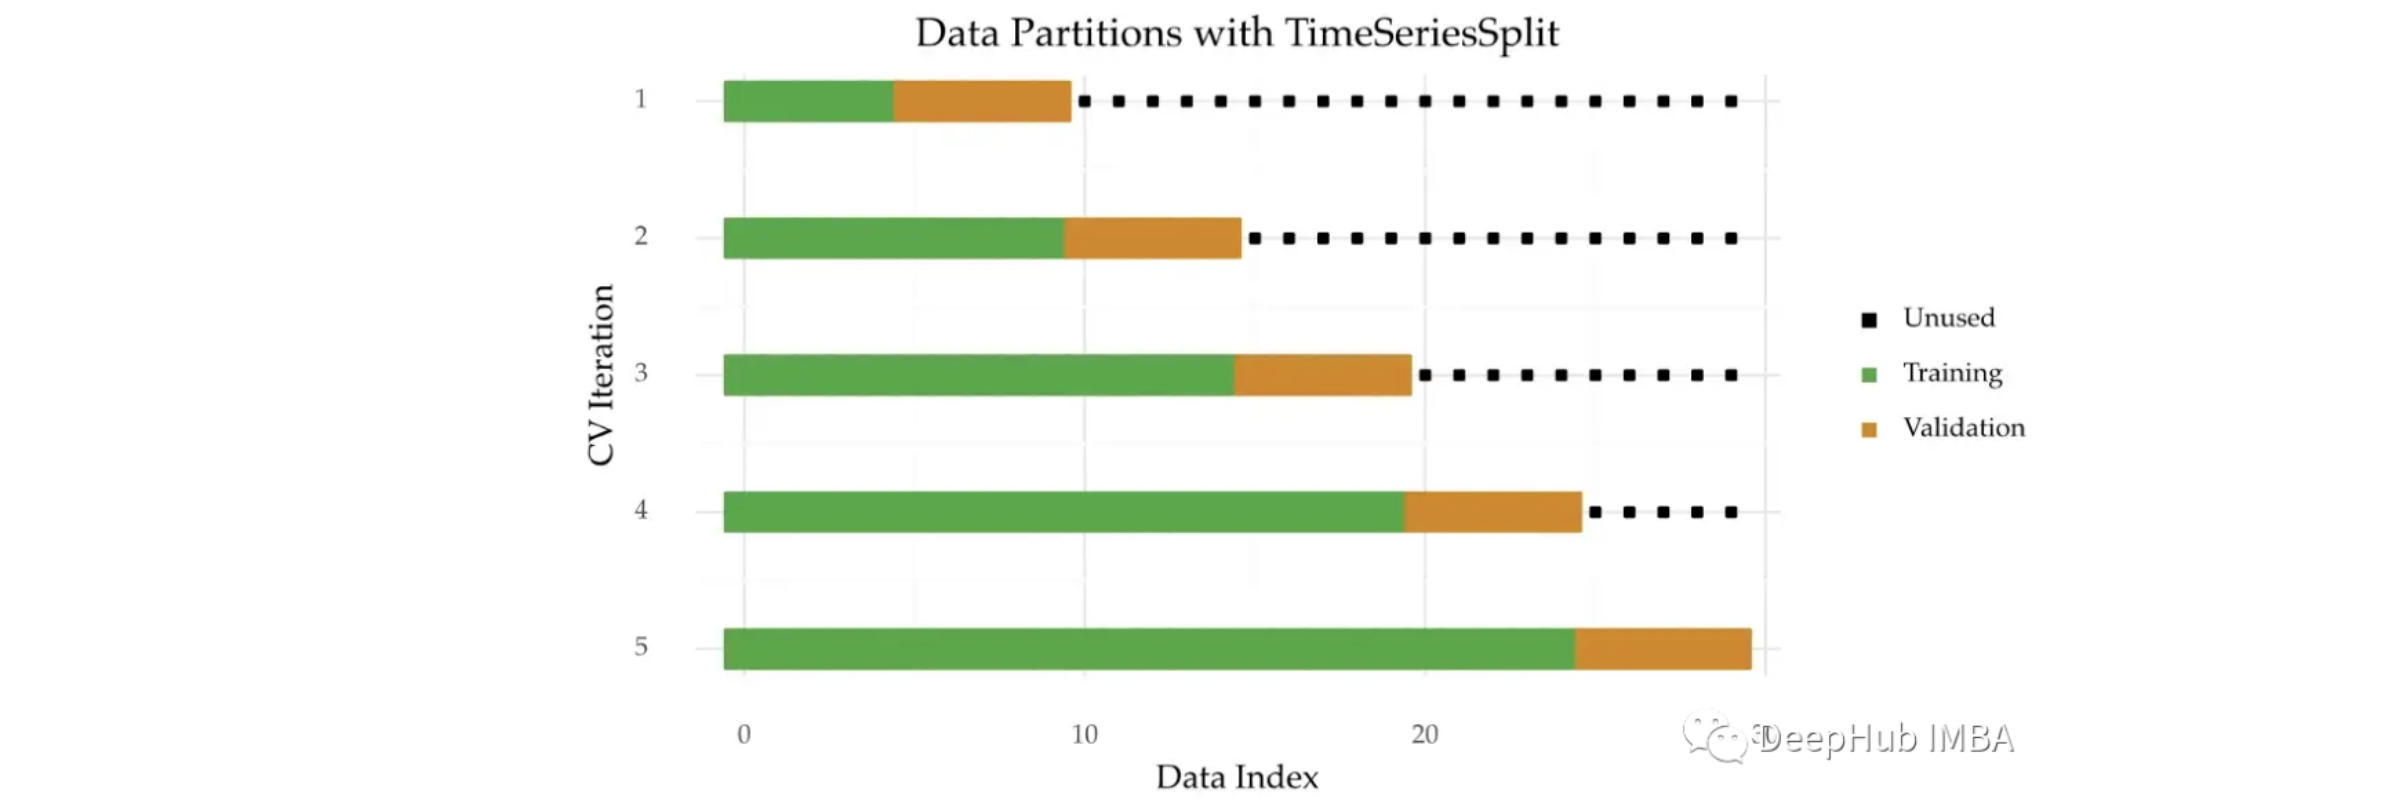 Data Partitions with TimeSeriesSplit
1
2
3
4
5
CV Iteration
Unused
Training
Validation
0 10 20 30
DeepHub IMBA
Data Index